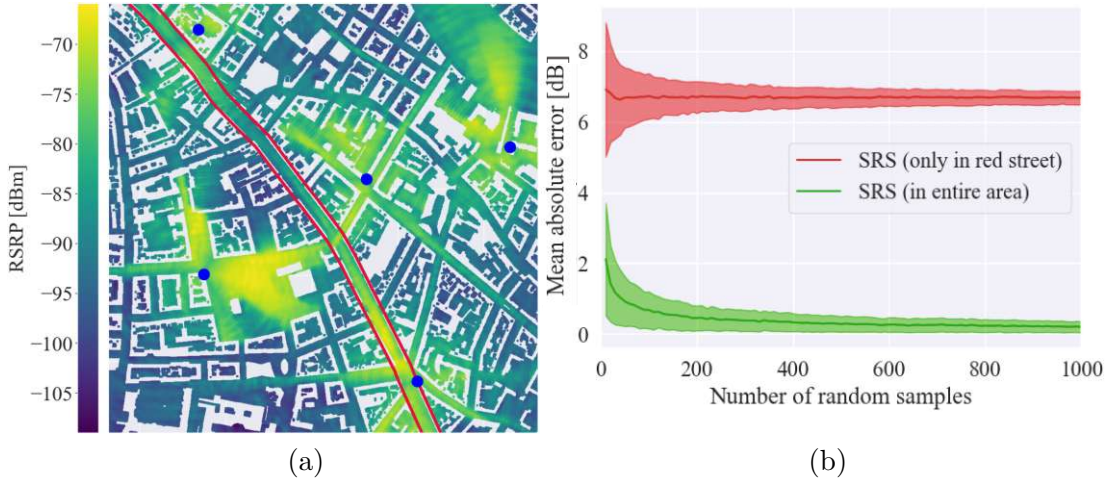 RSRP [dBm]
−70
−75
−80
−85
−90
−95
−100
−105
(a)
Mean absolute error [dB]
8
6
4
2
0
SRS (only in red street)
SRS (in entire area)
0 200 400 600 800 1000
Number of random samples
(b)